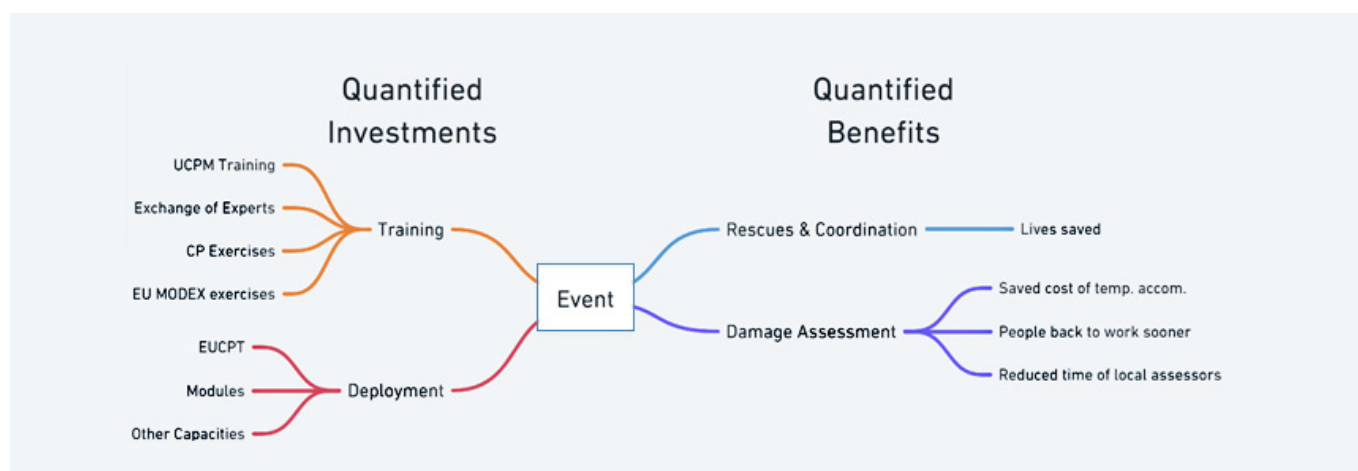 Quantified
Investments
UCPM Training
Exchange of Experts
CP Exercises
EU MODEX exercises
Training
EUCPT
Modules
Other Capacities
Deployment
Event
Quantified
Benefits
Rescues & Coordination
Lives saved
Damage Assessment
Saved cost of temp. accom.
People back to work sooner
Reduced time of local assessors